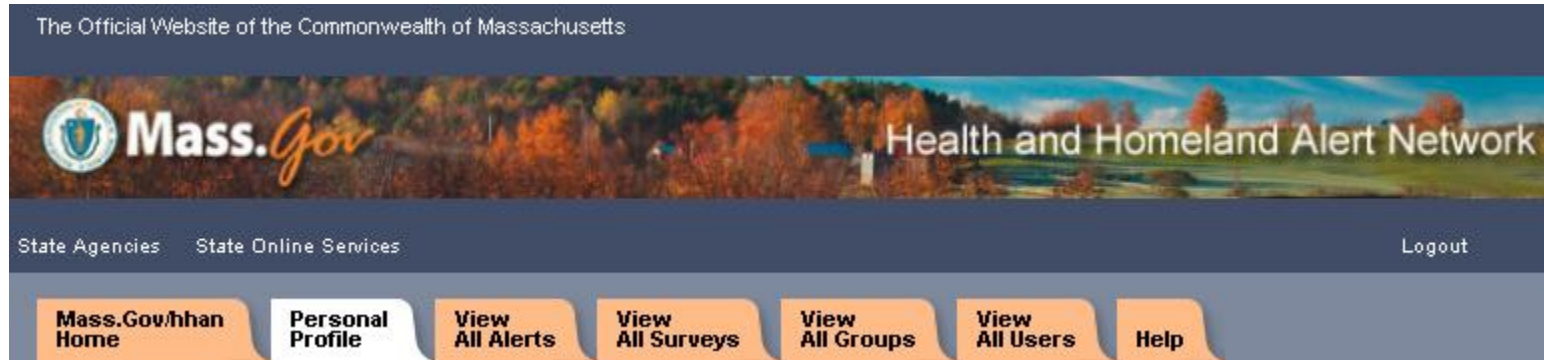 The Official Website of the Commonwealth of Massachusetts
Mass.Gov
Health and Homeland Alert Network
State Agencies State Online Services Logout
Mass.Gov/hhan Home
Personal Profile
View All Alerts
View All Surveys
View All Groups
View All Users
Help